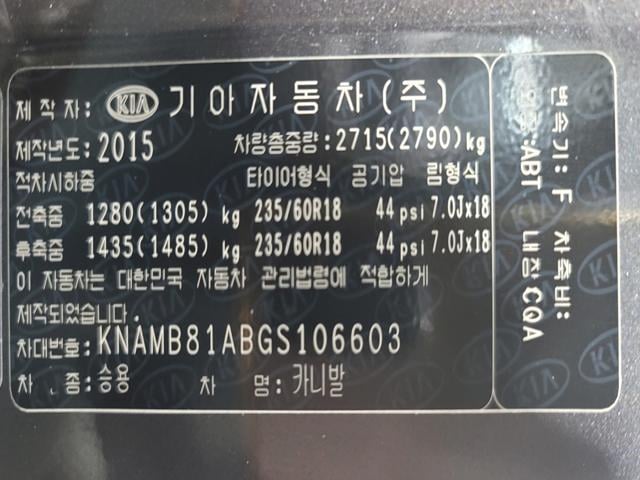 제 작 자: KIA 기아자동차(주)
제작년도: 2015 차량총중량: 2715(2790)kg
적차시하중 타이어형식 공기압 림형식
전축중 1280(1305) kg 235/60R18 44 psi 7.0Jx18
후축중 1435(1485) kg 235/60R18 44 psi 7.0Jx18
이 자동차는 대한민국 자동차 관리법령에 적합하게
제작되었습니다.
차대번호: KNAMB81ABGS106603
차 종: 승용 차 명: 카니발
변속기: F 차축비:
외장: ABT 내장 CQA